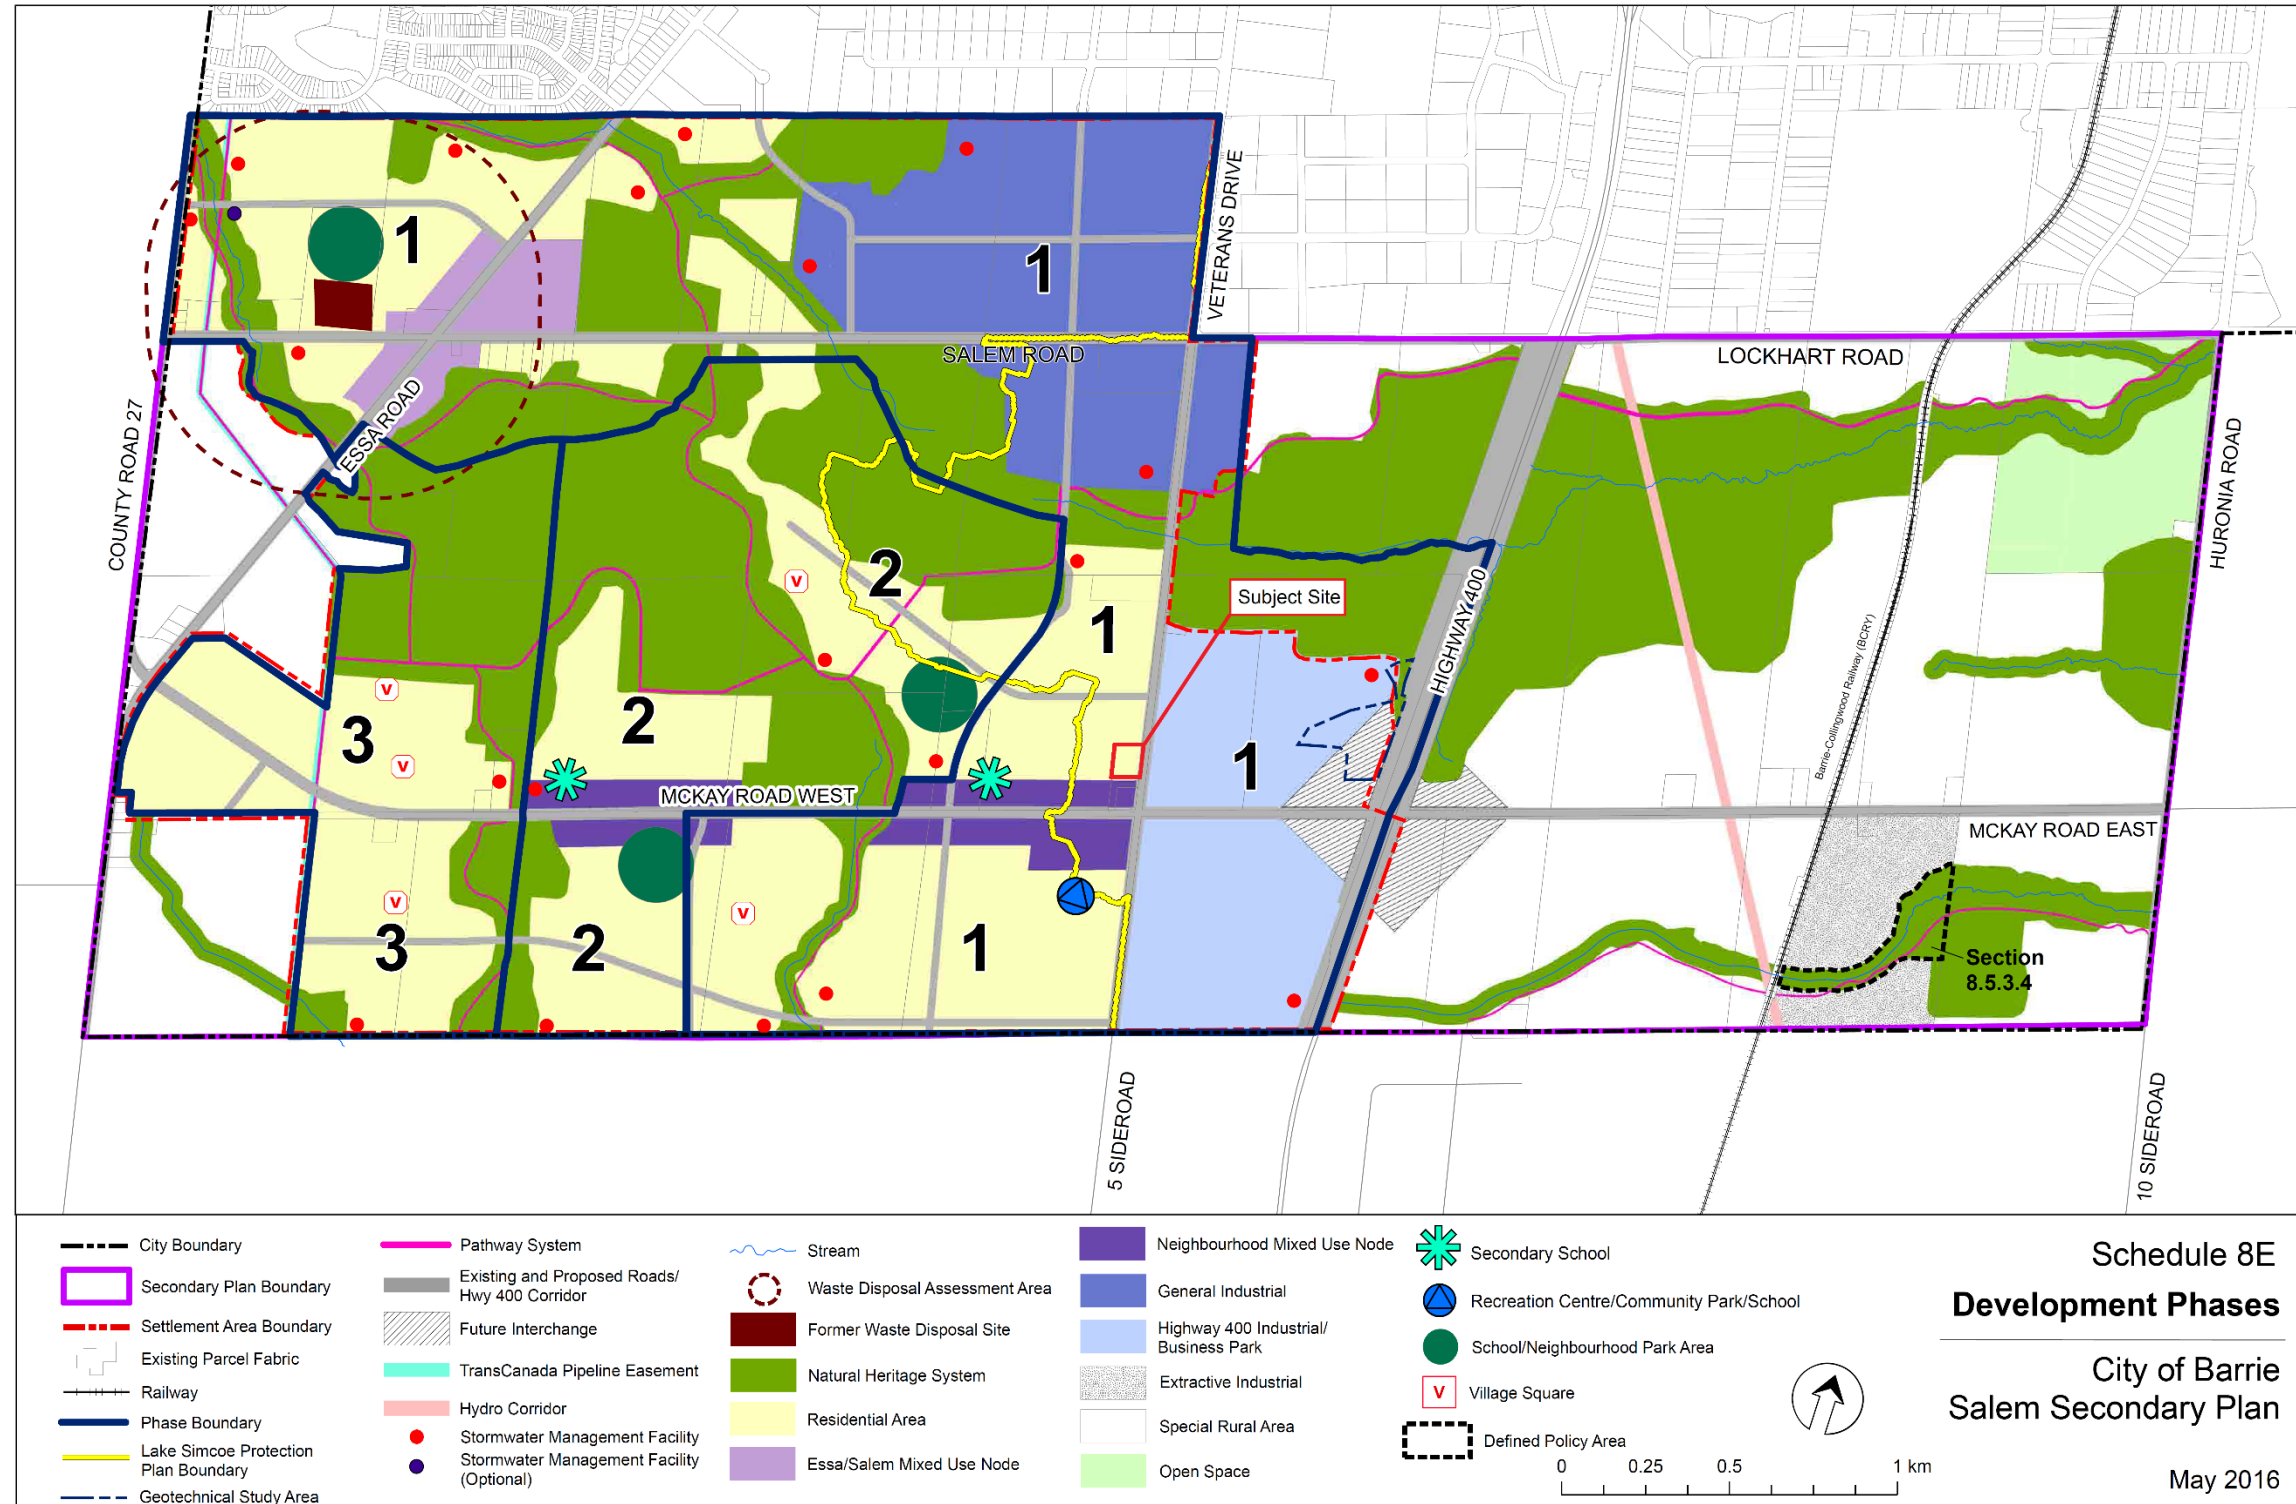 VETERANS DRIVE
1
1
SALEM ROAD
LOCKHART ROAD
COUNTY ROAD 27
ESSA ROAD
HURONIA ROAD
V
2
Subject Site
1
HIGHWAY 400
Barrie-Collingwood Railway (BCRY)
V
3
2
V
1
MCKAY ROAD WEST
MCKAY ROAD EAST
V
V
3
2
1
Section
8.5.3.4
5 SIDEROAD
10 SIDEROAD
City Boundary
Secondary Plan Boundary
Settlement Area Boundary
Existing Parcel Fabric
Railway
Phase Boundary
Lake Simcoe Protection
Plan Boundary
Geotechnical Study Area
Pathway System
Existing and Proposed Roads/
Hwy 400 Corridor
Future Interchange
TransCanada Pipeline Easement
Hydro Corridor
Stormwater Management Facility
Stormwater Management Facility
(Optional)
Stream
Waste Disposal Assessment Area
Former Waste Disposal Site
Natural Heritage System
Residential Area
Essa/Salem Mixed Use Node
Neighbourhood Mixed Use Node
General Industrial
Highway 400 Industrial/
Business Park
Extractive Industrial
Special Rural Area
Open Space
Secondary School
Recreation Centre/Community Park/School
School/Neighbourhood Park Area
V
Village Square
Defined Policy Area
0 0.25 0.5 1 km
Schedule 8E
Development Phases
City of Barrie
Salem Secondary Plan
May 2016